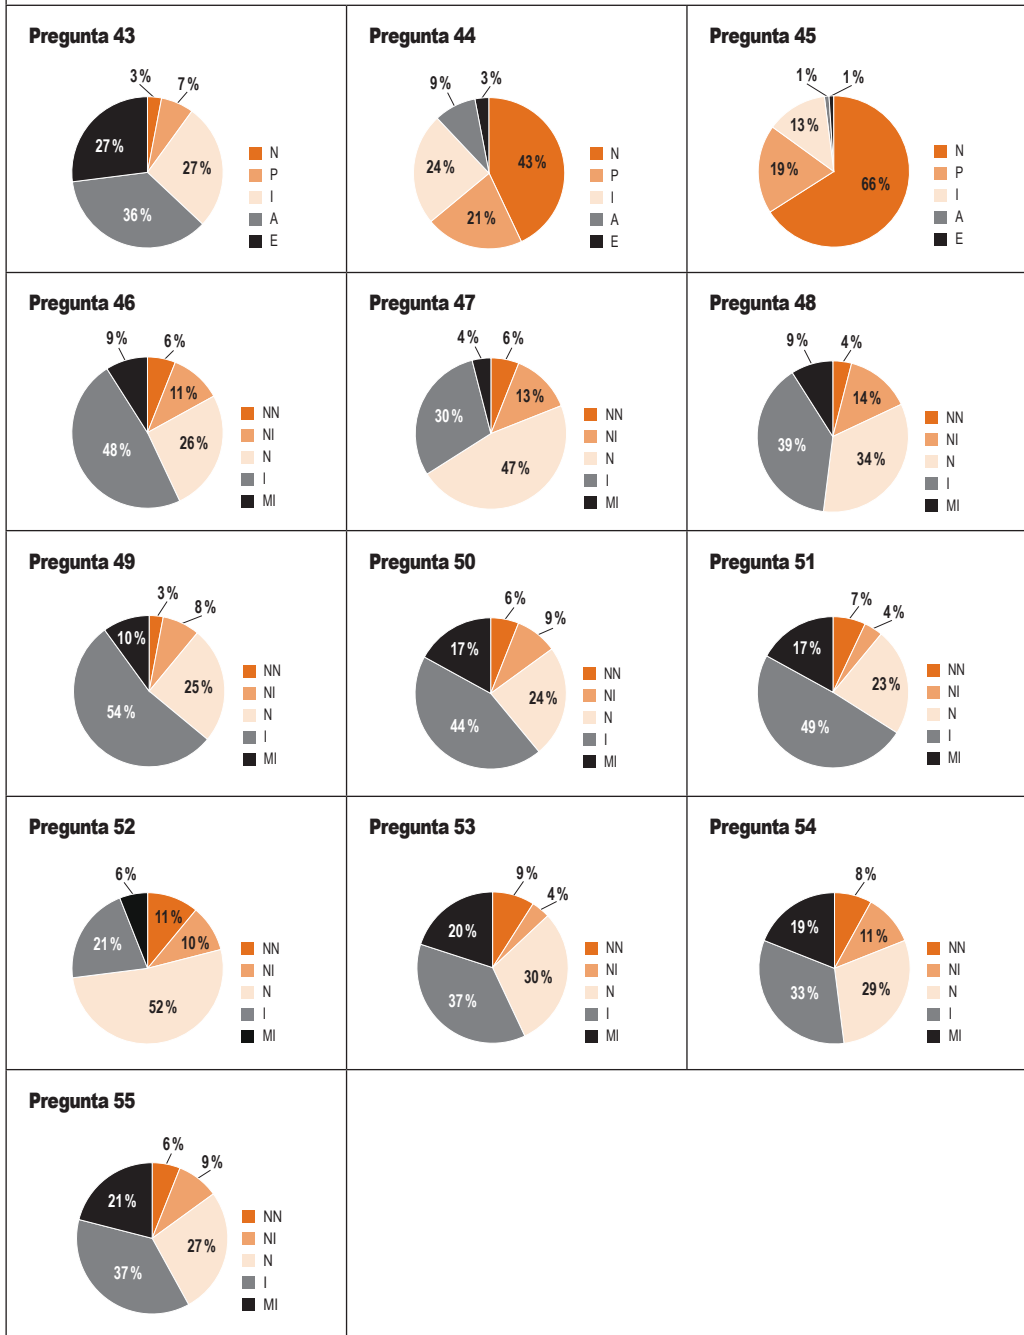 Pregunta 43
3%
7%
27%
36%
27%
N
P
I
A
E
Pregunta 44
9%
3%
43%
21%
24%
N
P
I
A
E
Pregunta 45
1%
1%
13%
19%
66%
N
P
I
A
E
Pregunta 46
9%
6%
11%
26%
48%
NN
NI
N
I
MI
Pregunta 47
4%
6%
13%
30%
47%
NN
NI
N
I
MI
Pregunta 48
9%
4%
14%
39%
34%
NN
NI
N
I
MI
Pregunta 49
3%
8%
10%
25%
54%
NN
NI
N
I
MI
Pregunta 50
6%
9%
17%
24%
44%
NN
NI
N
I
MI
Pregunta 51
7%
4%
17%
23%
49%
NN
NI
N
I
MI
Pregunta 52
6%
11%
10%
21%
52%
NN
NI
N
I
MI
Pregunta 53
9%
4%
20%
30%
37%
NN
NI
N
I
MI
Pregunta 54
8%
19%
11%
29%
33%
NN
NI
N
I
MI
Pregunta 55
6%
9%
21%
27%
37%
NN
NI
N
I
MI